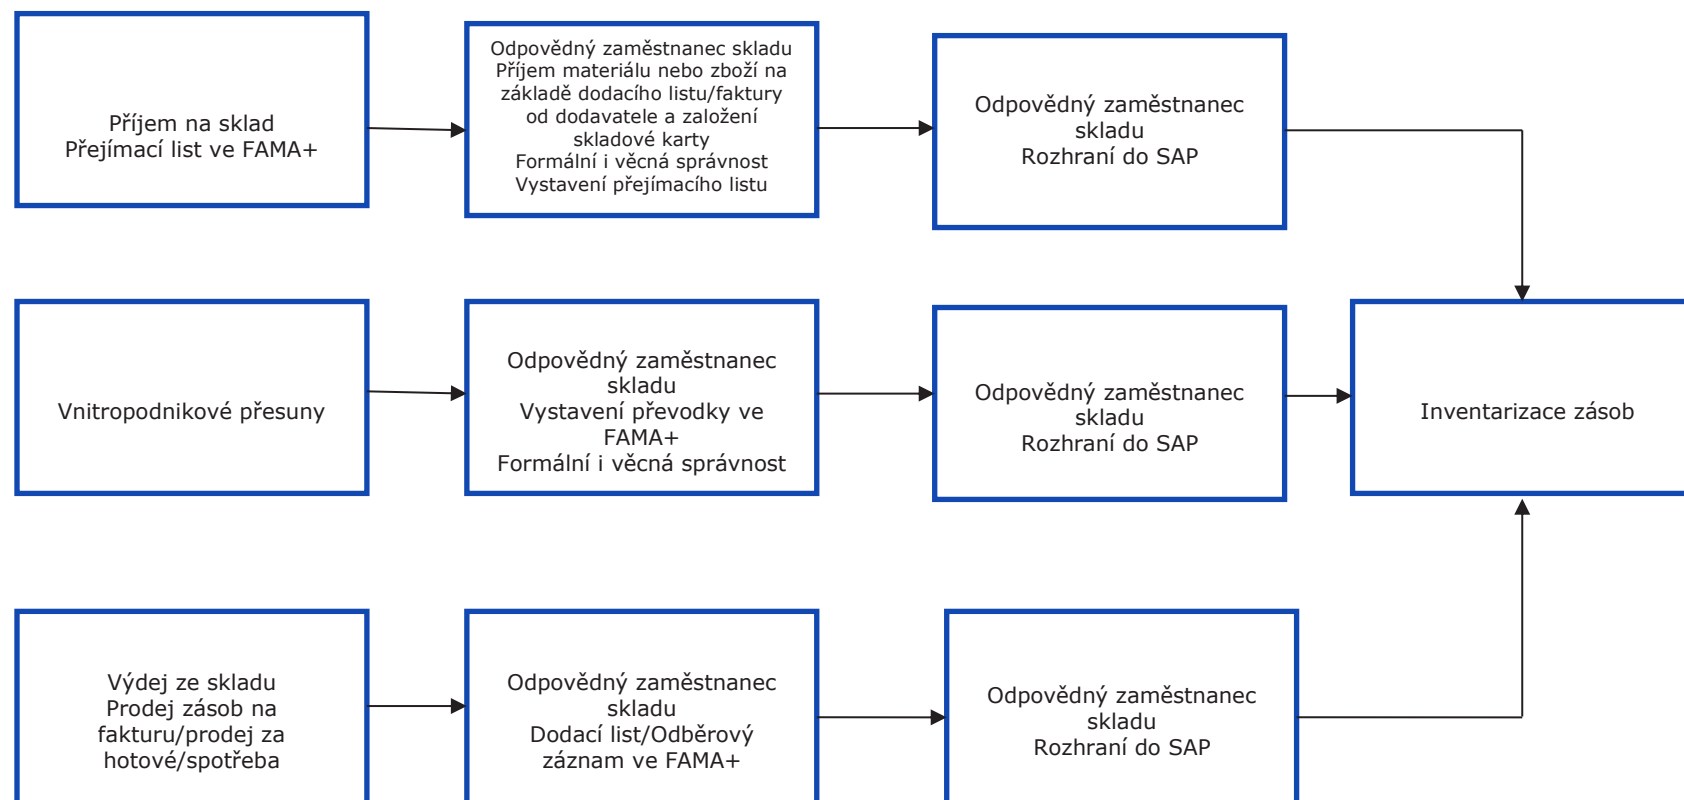 Příjem na sklad
Přejímací list ve FAMA+
Odpovědný zaměstnanec skladu
Příjem materiálu nebo zboží na
základě dodacího listu/faktury
od dodavatele a založení
skladové karty
Formální i věcná správnost
Vystavení přejímacího listu
Odpovědný zaměstnanec
skladu
Rozhraní do SAP
Vnitropodnikové přesuny
Odpovědný zaměstnanec
skladu
Vystavení převodky ve
FAMA+
Formální i věcná správnost
Odpovědný zaměstnanec
skladu
Rozhraní do SAP
Inventarizace zásob
Výdej ze skladu
Prodej zásob na
fakturu/prodej za
hotové/spotřeba
Odpovědný zaměstnanec
skladu
Dodací list/Odběrový
záznam ve FAMA+
Odpovědný zaměstnanec
skladu
Rozhraní do SAP